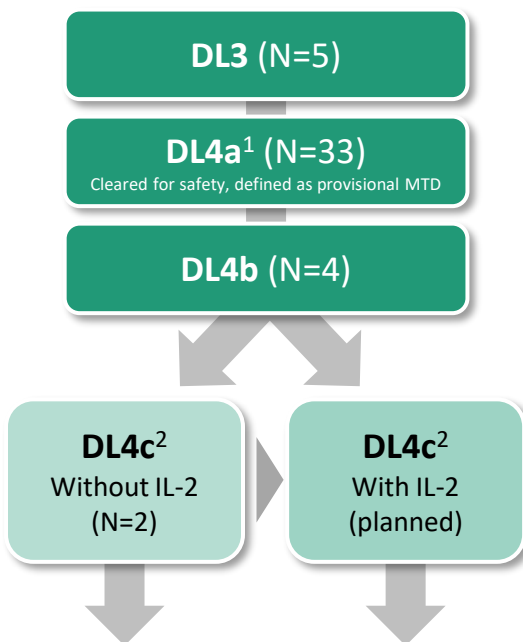 DL3 (N=5)
DL4a¹ (N=33)
Cleared for safety, defined as provisional MTD
DL4b (N=4)
DL4c²
Without IL-2
(N=2)
DL4c²
With IL-2
(planned)